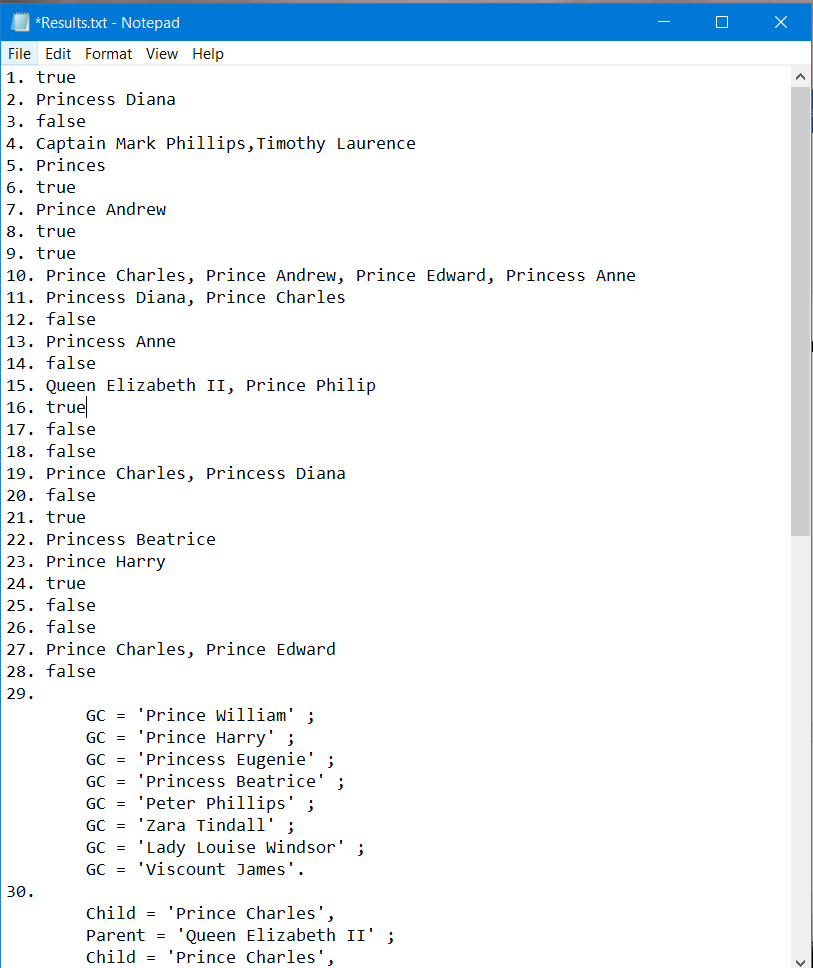 *Results.txt - Notepad
File Edit Format View Help
1. true
2. Princess Diana
3. false
4. Captain Mark Phillips,Timothy Laurence
5. Princes
6. true
7. Prince Andrew
8. true
9. true
10. Prince Charles, Prince Andrew, Prince Edward, Princess Anne
11. Princess Diana, Prince Charles
12. false
13. Princess Anne
14. false
15. Queen Elizabeth II, Prince Philip
16. true
17. false
18. false
19. Prince Charles, Princess Diana
20. false
21. true
22. Princess Beatrice
23. Prince Harry
24. true
25. false
26. false
27. Prince Charles, Prince Edward
28. false
29.
GC = 'Prince William' ;
GC = 'Prince Harry' ;
GC = 'Princess Eugenie' ;
GC = 'Princess Beatrice' ;
GC = 'Peter Phillips' ;
GC = 'Zara Tindall' ;
GC = 'Lady Louise Windsor' ;
GC = 'Viscount James'.
30.
Child = 'Prince Charles',
Parent = 'Queen Elizabeth II' ;
Child = 'Prince Charles',